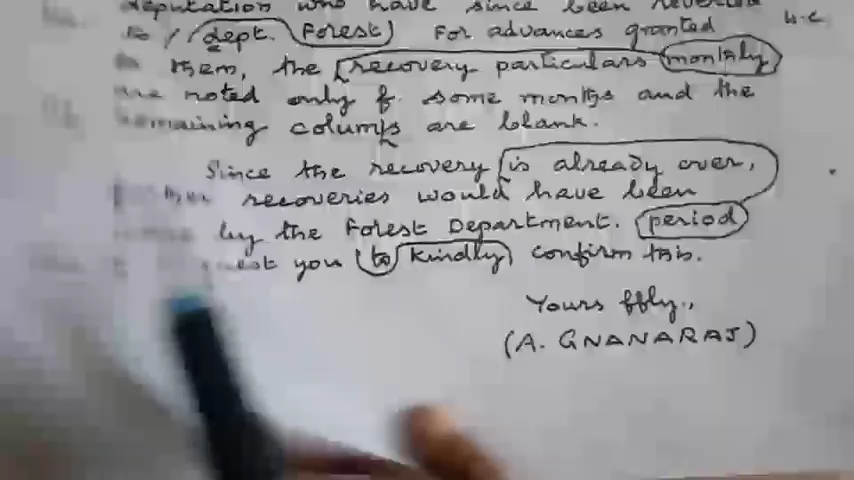 deputation who have since been reverted
to // dept. Forest) For advances granted u.c.
to them, the recovery particulars monthly
are noted only f. some months and the
remaining columns are blank.
Since the recovery is already over,
recoveries would have been
by the Forest Department. period
you to kindly confirm this.
Yours ffly.,
(A. GNANARAJ)